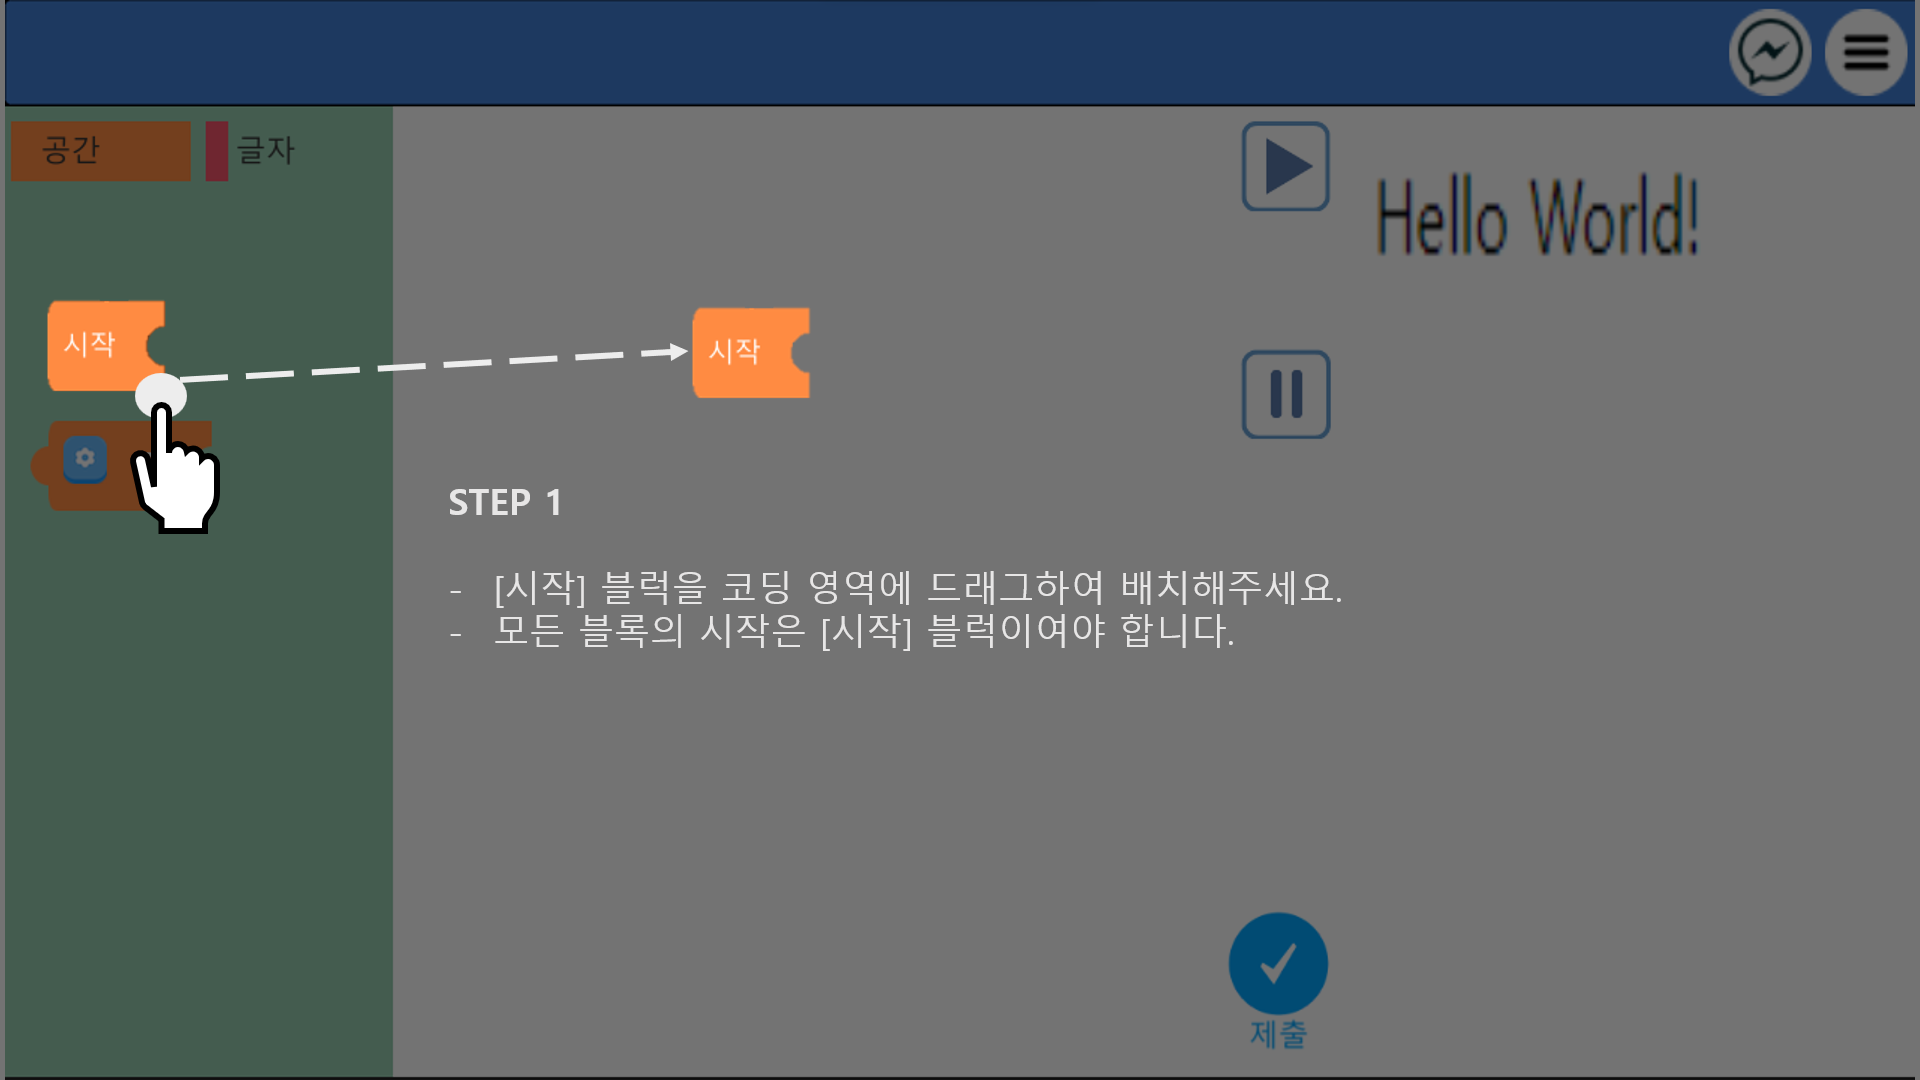 공간
글자
Hello World!
시작
시작
STEP 1
- [시작] 블럭을 코딩 영역에 드래그하여 배치해주세요.
- 모든 블록의 시작은 [시작] 블럭이여야 합니다.
제출